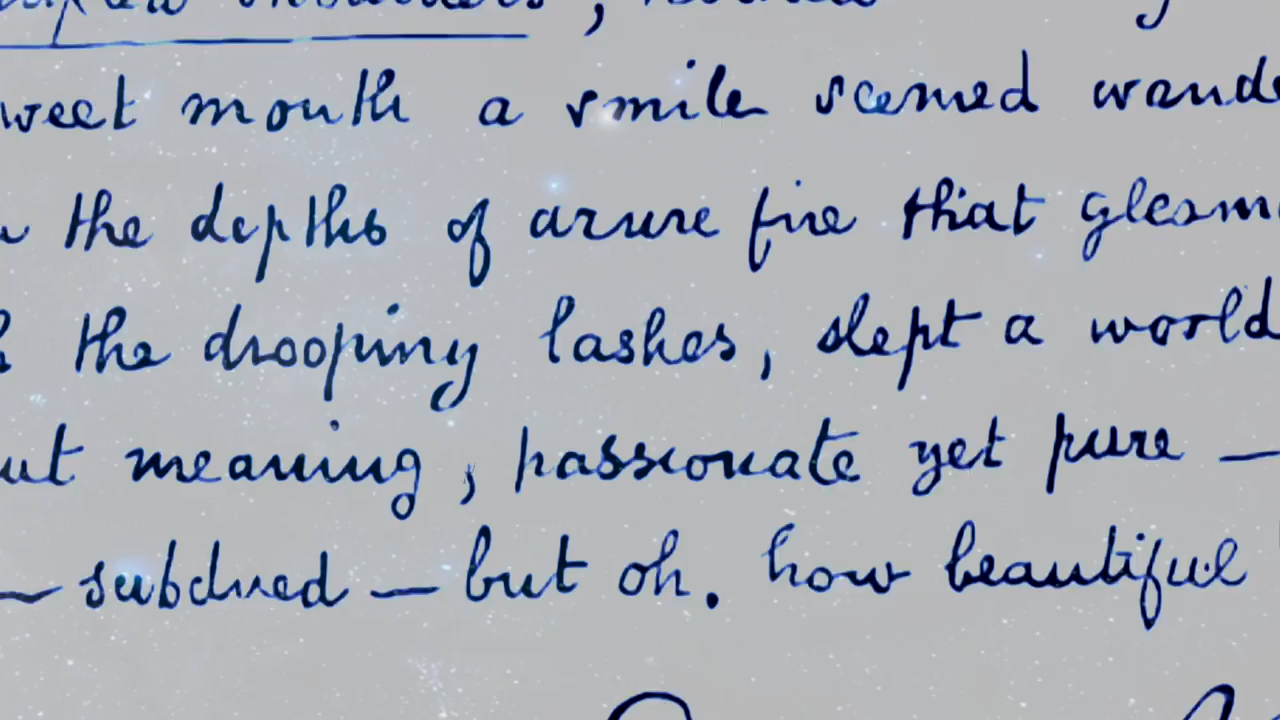 sweet mouth a smile seemed wande
the depths of azure fire that gleam
the drooping lashes, slept a world
ut meaning, passionate yet pure —
— subdued — but oh. how beautiful